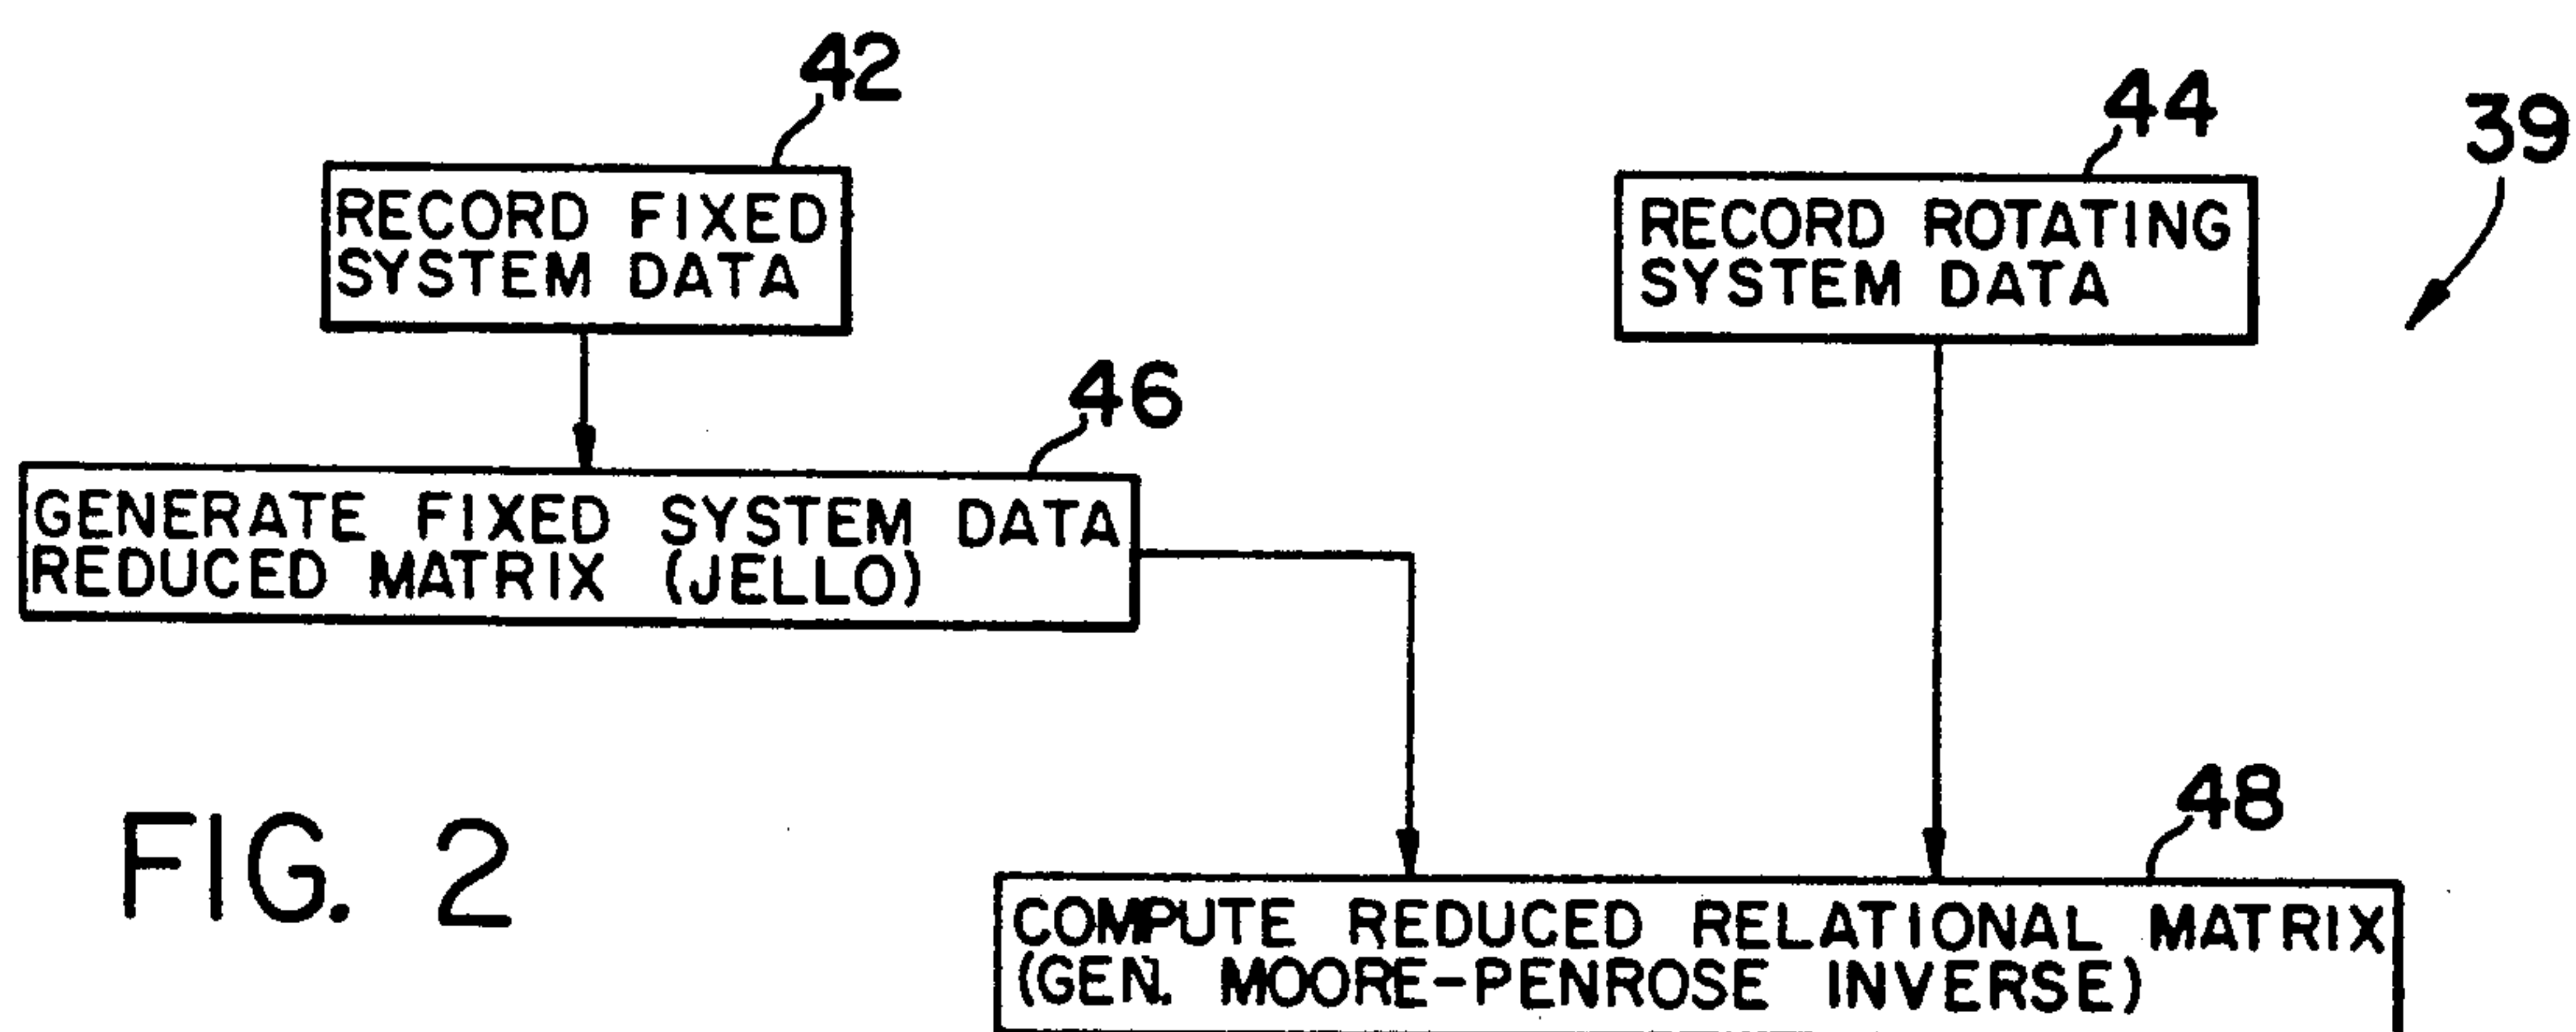 42
44
39
RECORD FIXED
SYSTEM DATA
RECORD ROTATING
SYSTEM DATA
46
GENERATE FIXED SYSTEM DATA
REDUCED MATRIX (JELLO)
48
FIG. 2
COMPUTE REDUCED RELATIONAL MATRIX
(GEN. MOORE-PENROSE INVERSE)